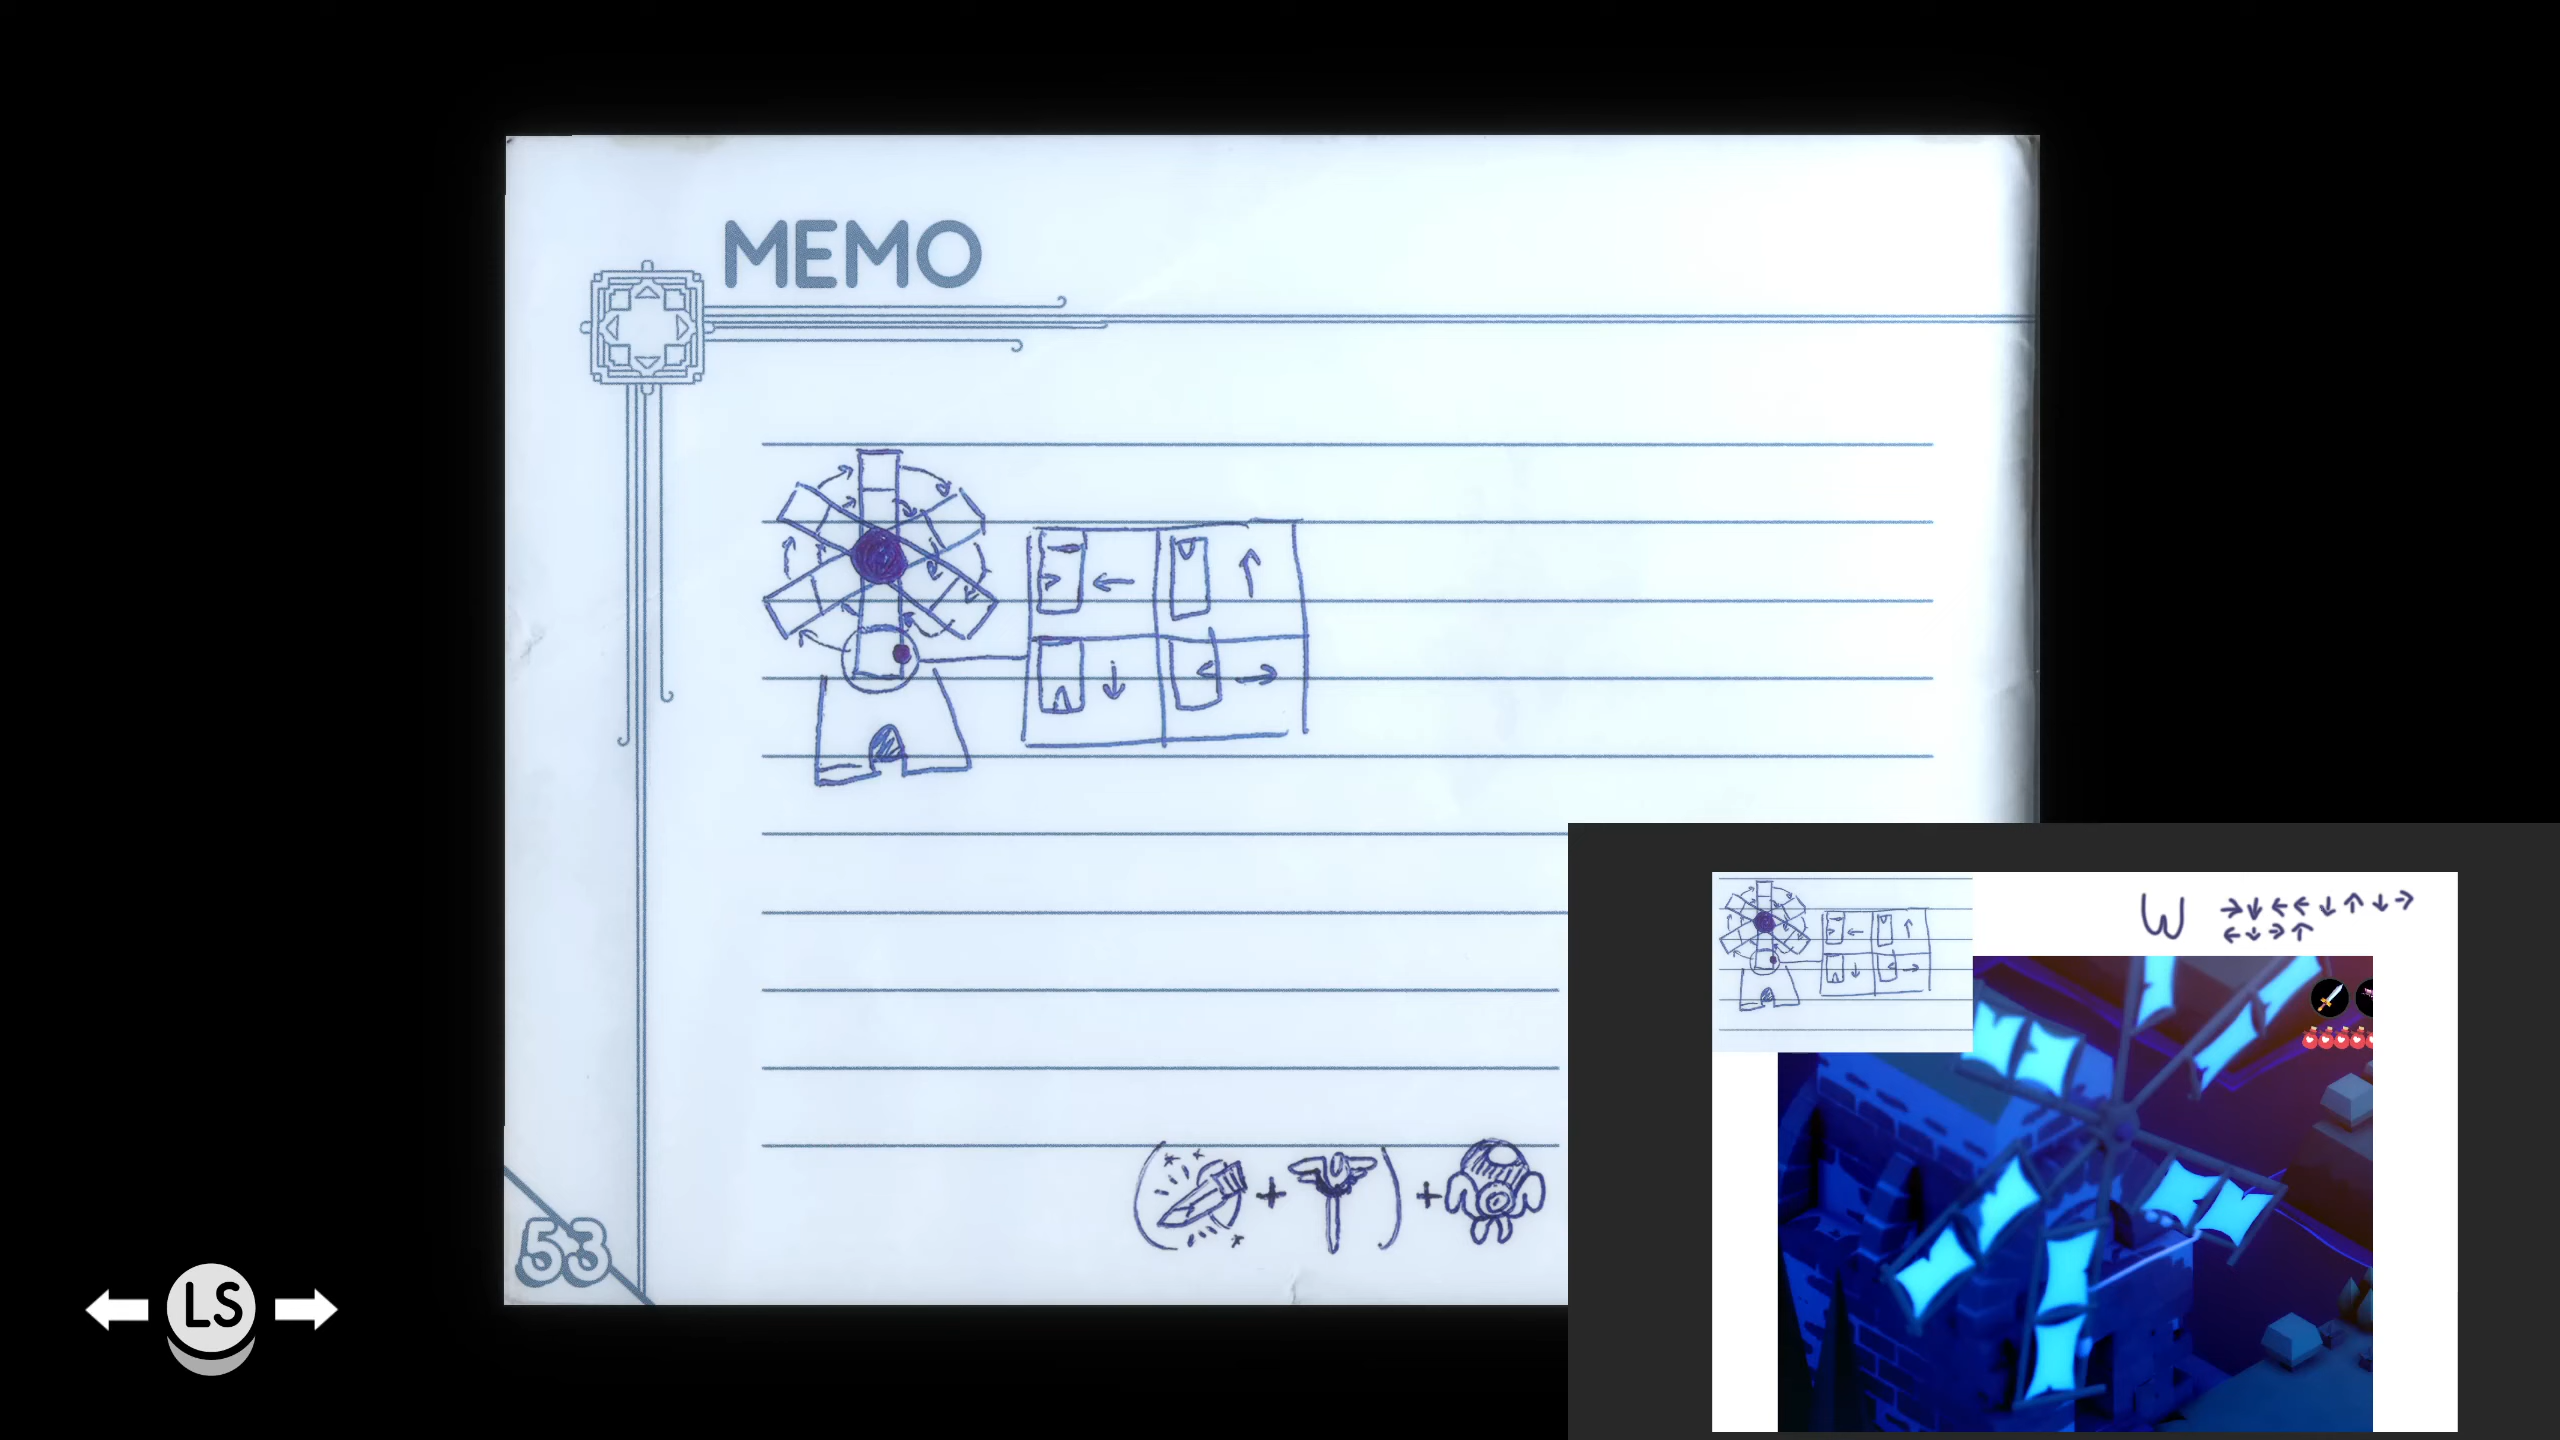 MEMO
← ↑
↓ →
( + ) +
53
← LS →
W →↓←←↓↑↓→
←↓→↑